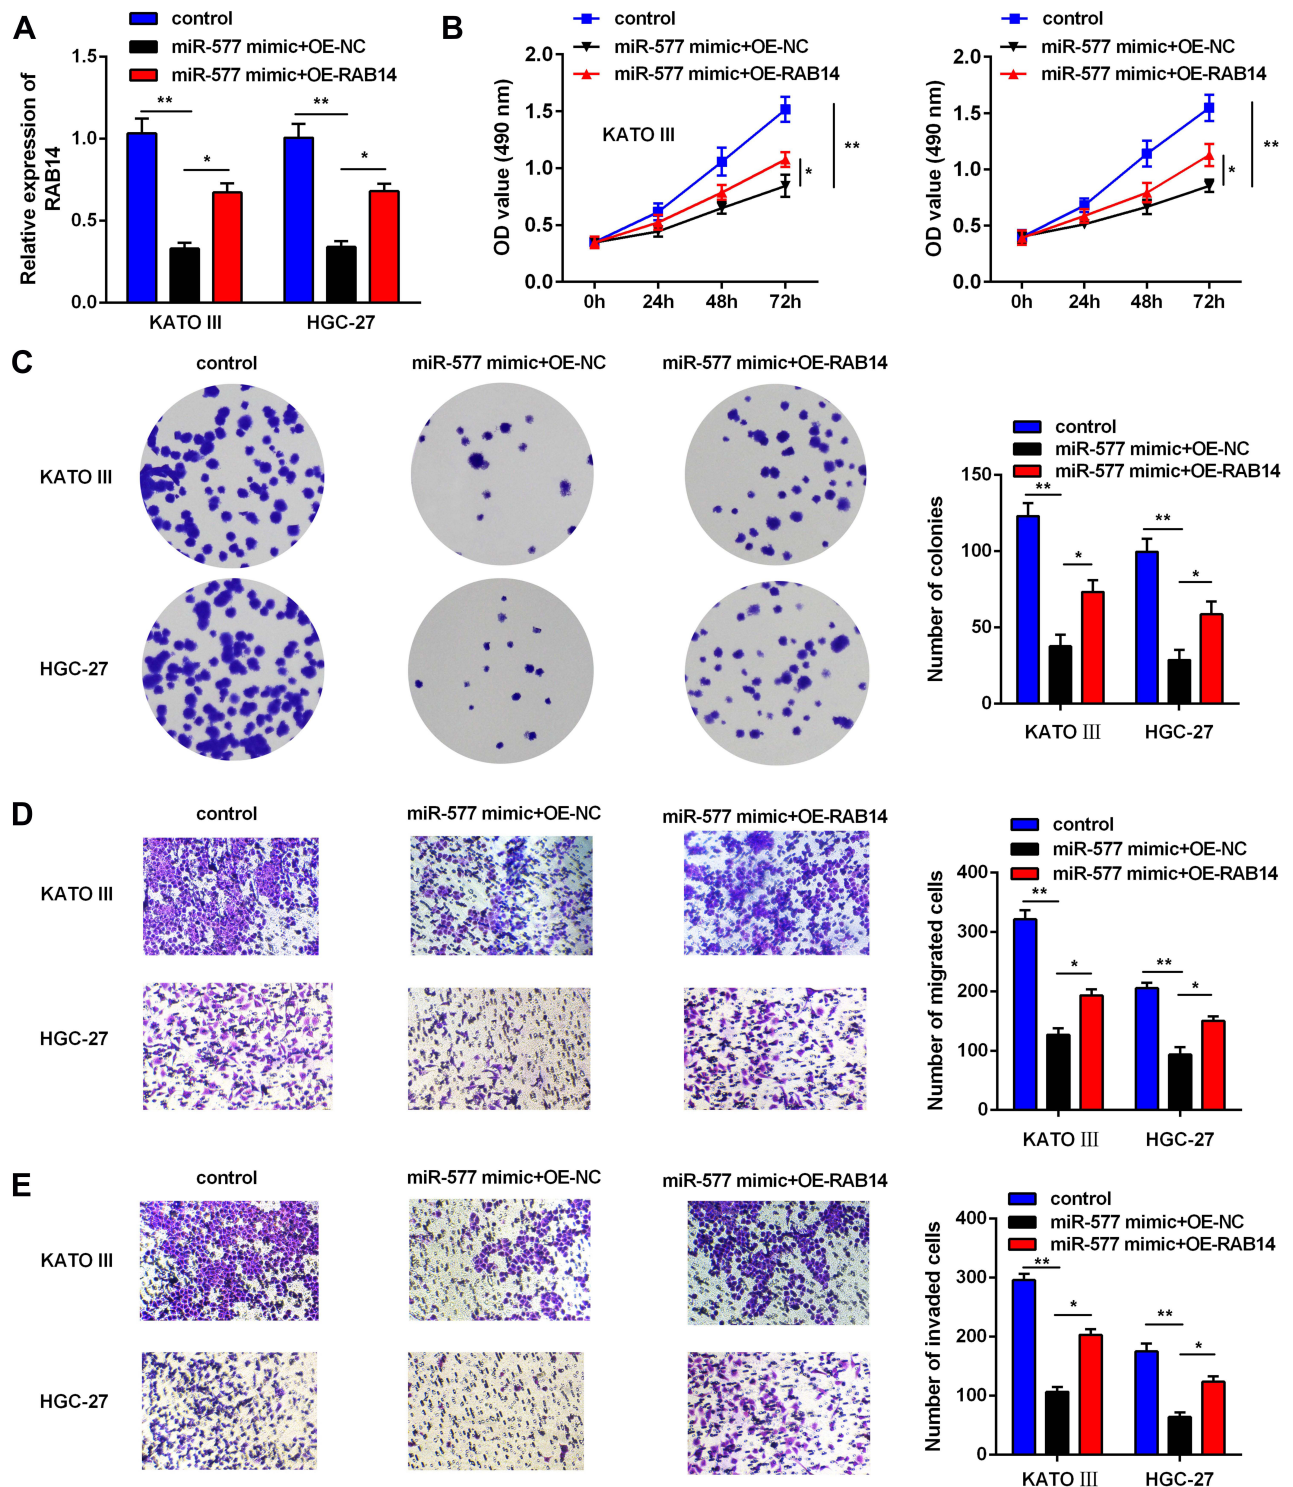 A
control
miR-577 mimic+OE-NC
miR-577 mimic+OE-RAB14
Relative expression of
RAB14
1.5
1.0
0.5
0.0
**
*
**
*
KATO III
HGC-27
B
control
miR-577 mimic+OE-NC
miR-577 mimic+OE-RAB14
OD value (490 nm)
2.0
1.5
1.0
0.5
0.0
KATO III
*
**
0h 24h 48h 72h
control
miR-577 mimic+OE-NC
miR-577 mimic+OE-RAB14
OD value (490 nm)
2.0
1.5
1.0
0.5
0.0
*
**
0h 24h 48h 72h
C
control
miR-577 mimic+OE-NC
miR-577 mimic+OE-RAB14
KATO III
HGC-27
control
miR-577 mimic+OE-NC
miR-577 mimic+OE-RAB14
Number of colonies
150
100
50
0
**
*
**
*
KATO III
HGC-27
D
control
miR-577 mimic+OE-NC
miR-577 mimic+OE-RAB14
KATO III
HGC-27
control
miR-577 mimic+OE-NC
miR-577 mimic+OE-RAB14
Number of migrated cells
400
300
200
100
0
**
*
**
*
KATO III
HGC-27
E
control
miR-577 mimic+OE-NC
miR-577 mimic+OE-RAB14
KATO III
HGC-27
control
miR-577 mimic+OE-NC
miR-577 mimic+OE-RAB14
Number of invaded cells
400
300
200
100
0
**
*
**
*
KATO III
HGC-27